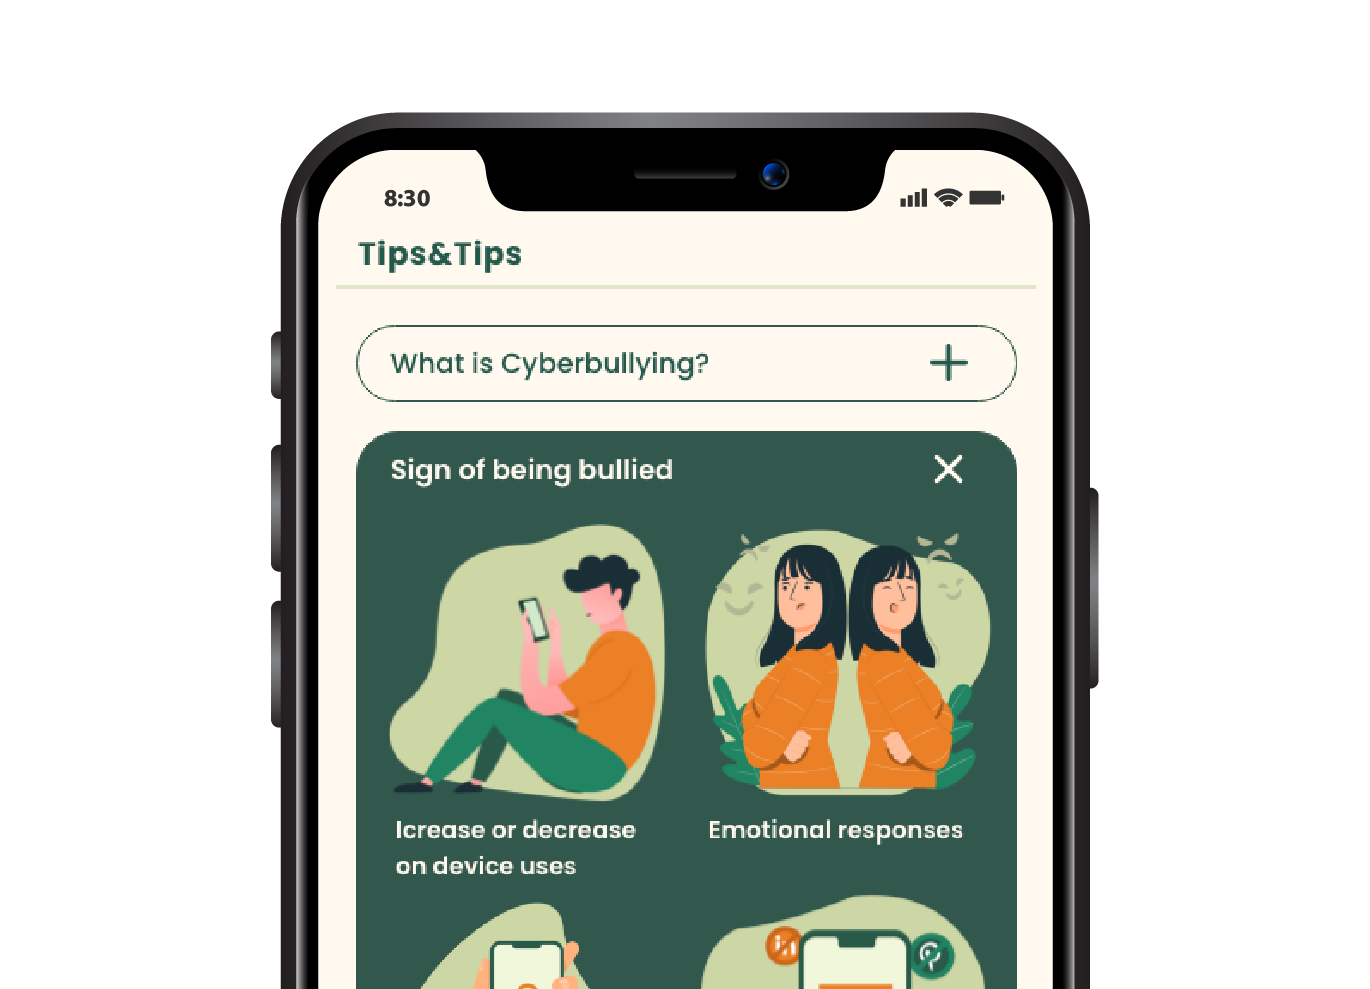 8:30
Tips&Tips
What is Cyberbullying?
Sign of being bullied
Icrease or decrease
on device uses
Emotional responses